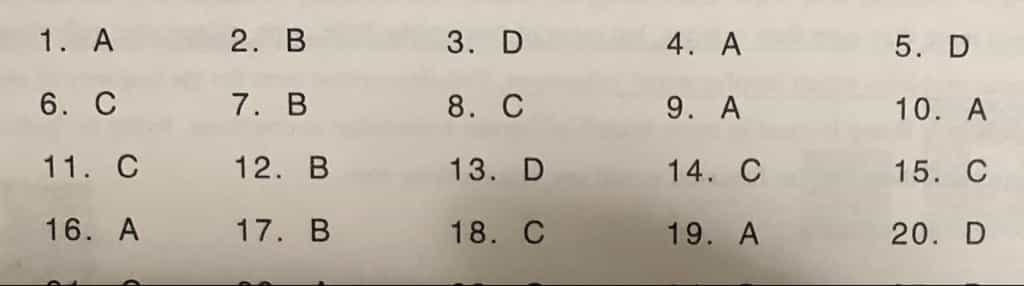 1. A 2. B 3. D 4. A 5. D
6. C 7. B 8. C 9. A 10. A
11. C 12. B 13. D 14. C 15. C
16. A 17. B 18. C 19. A 20. D